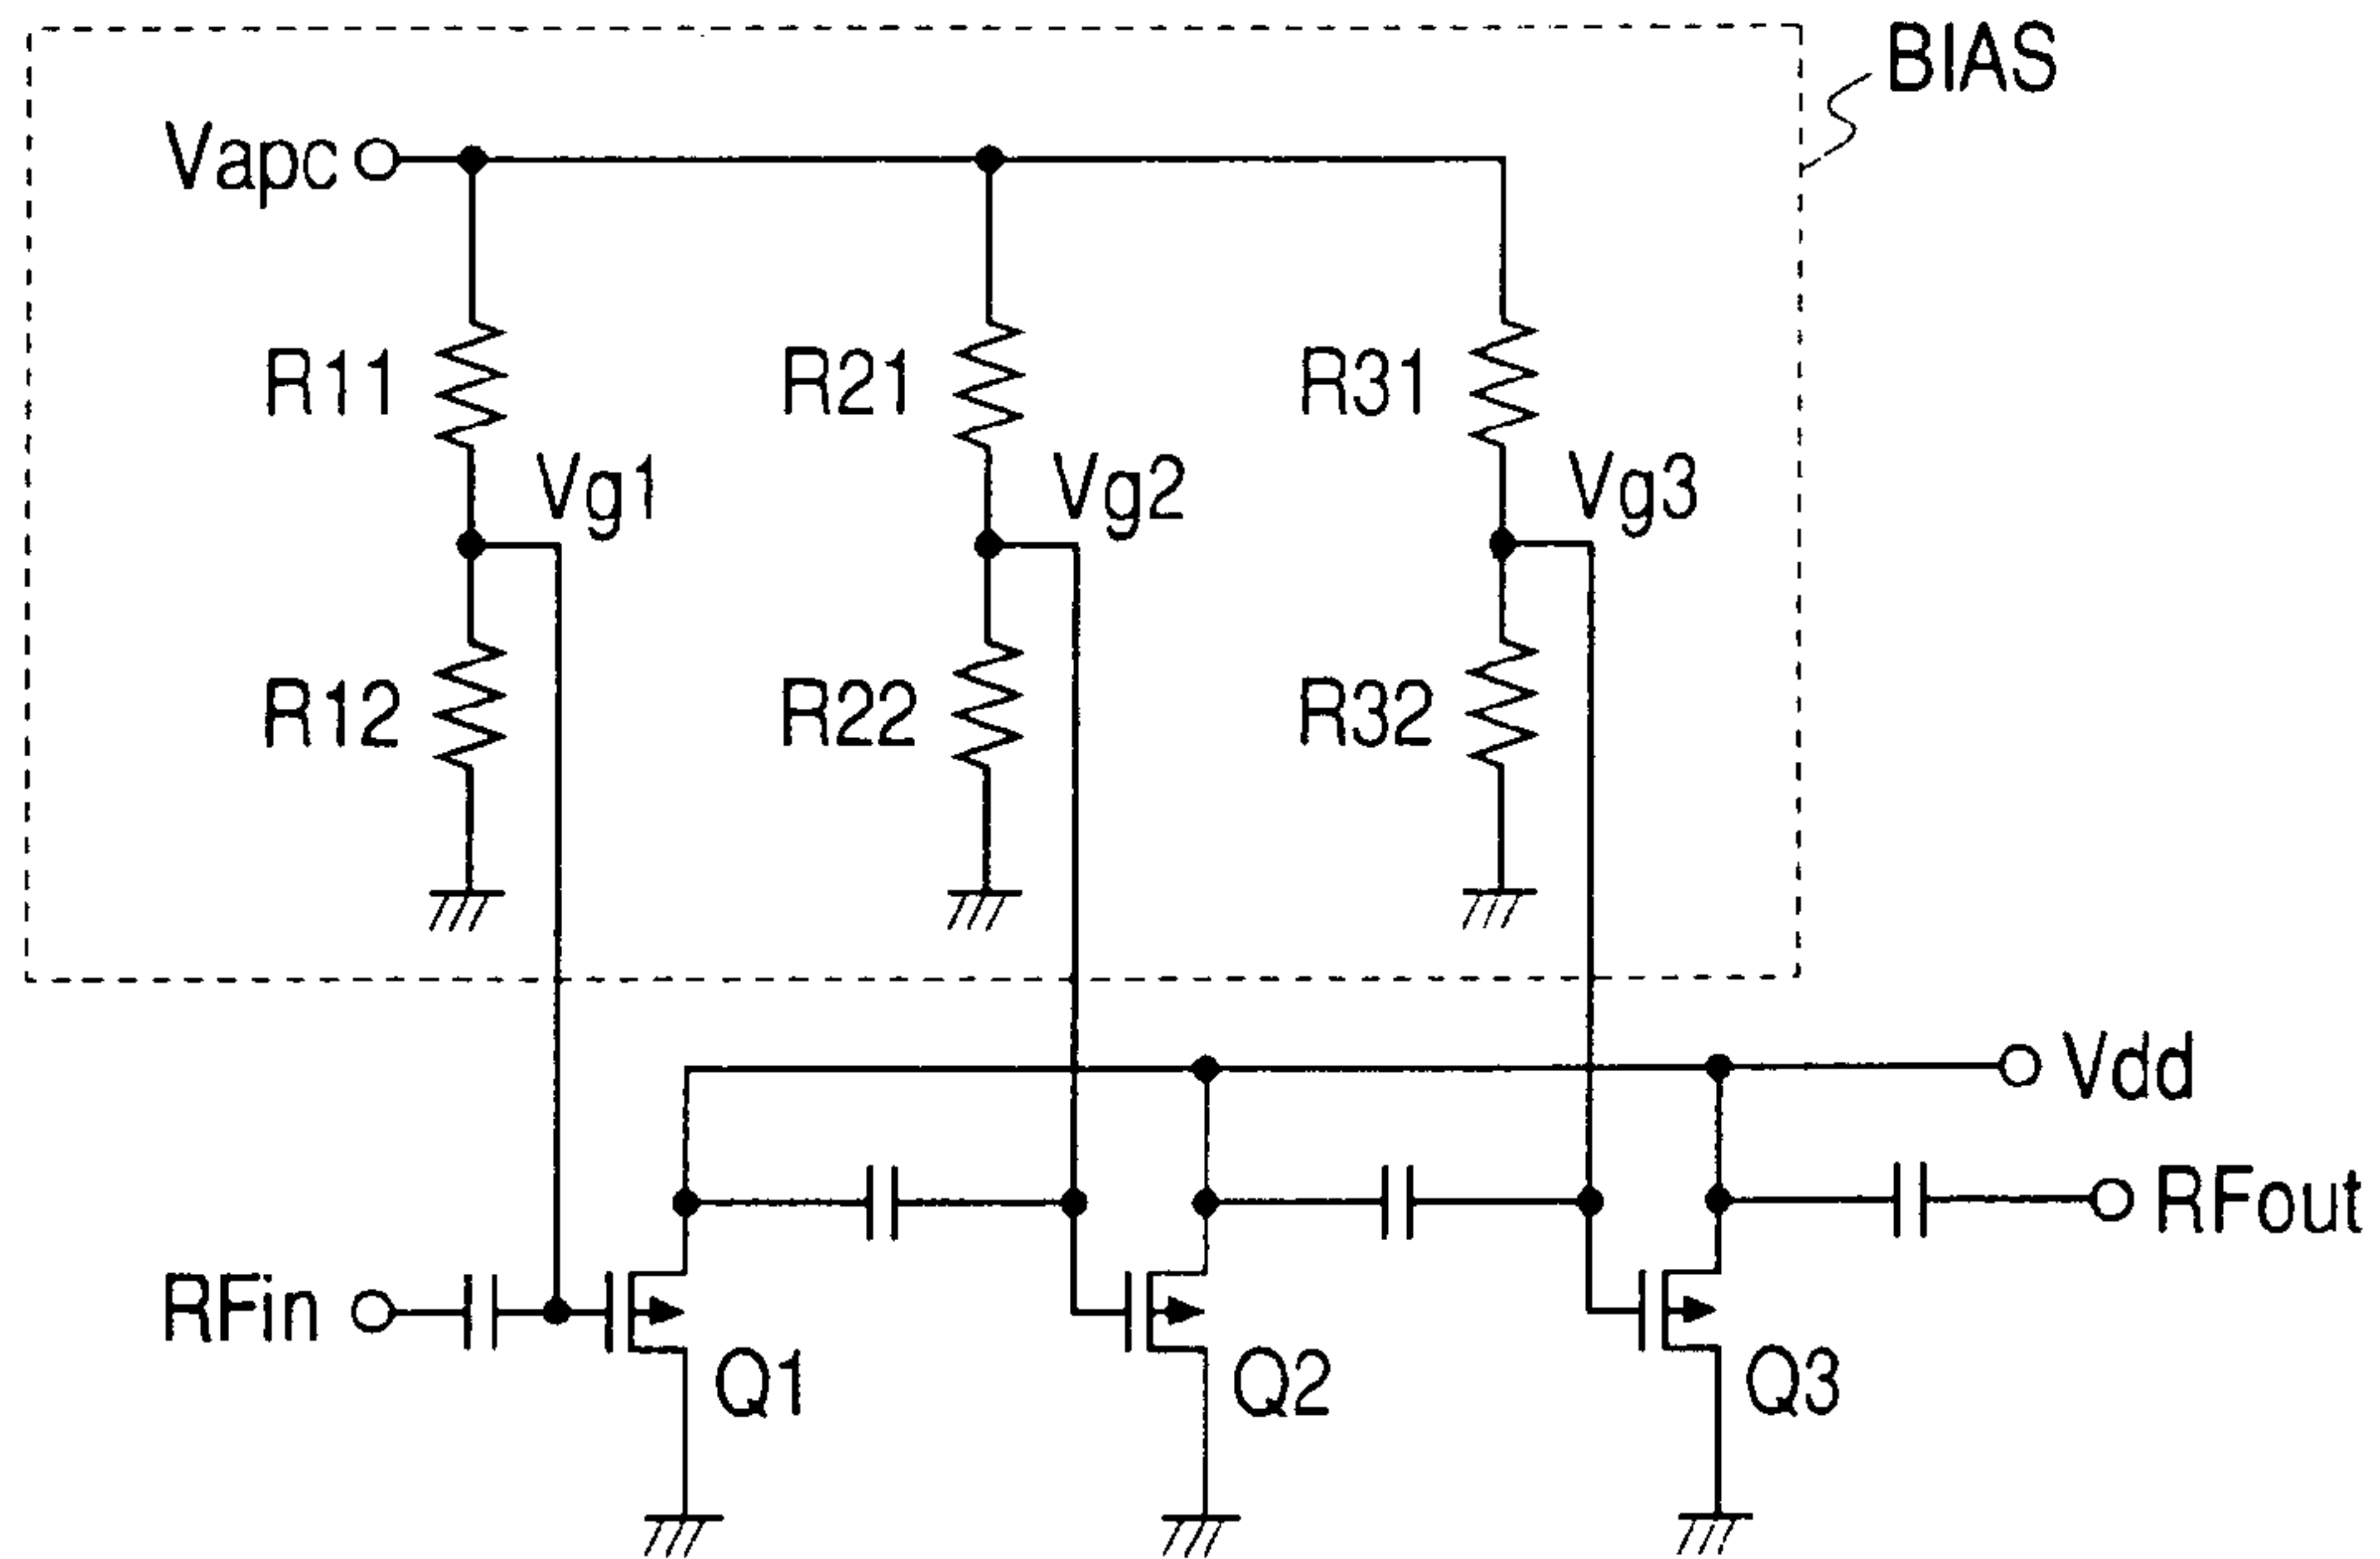 BIAS
Vapc
R11
R21
R31
Vg1
Vg2
Vg3
R12
R22
R32
Vdd
RFout
RFin
Q1
Q2
Q3